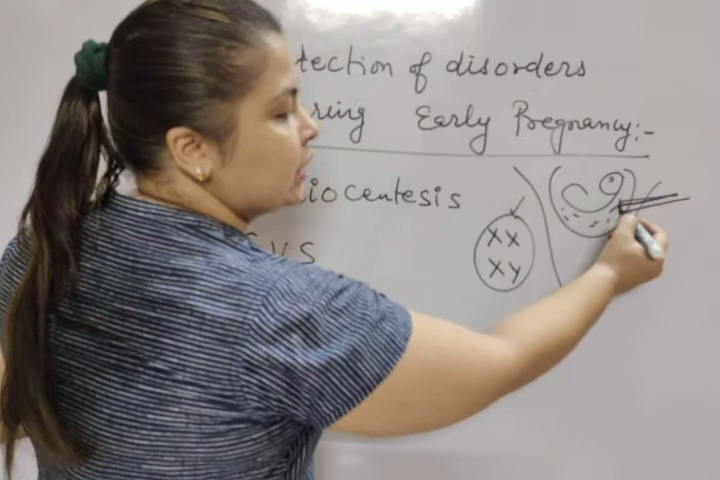 tection of disorders
ring Early Pregnancy:-
iocentesis
C V S
XX
XY